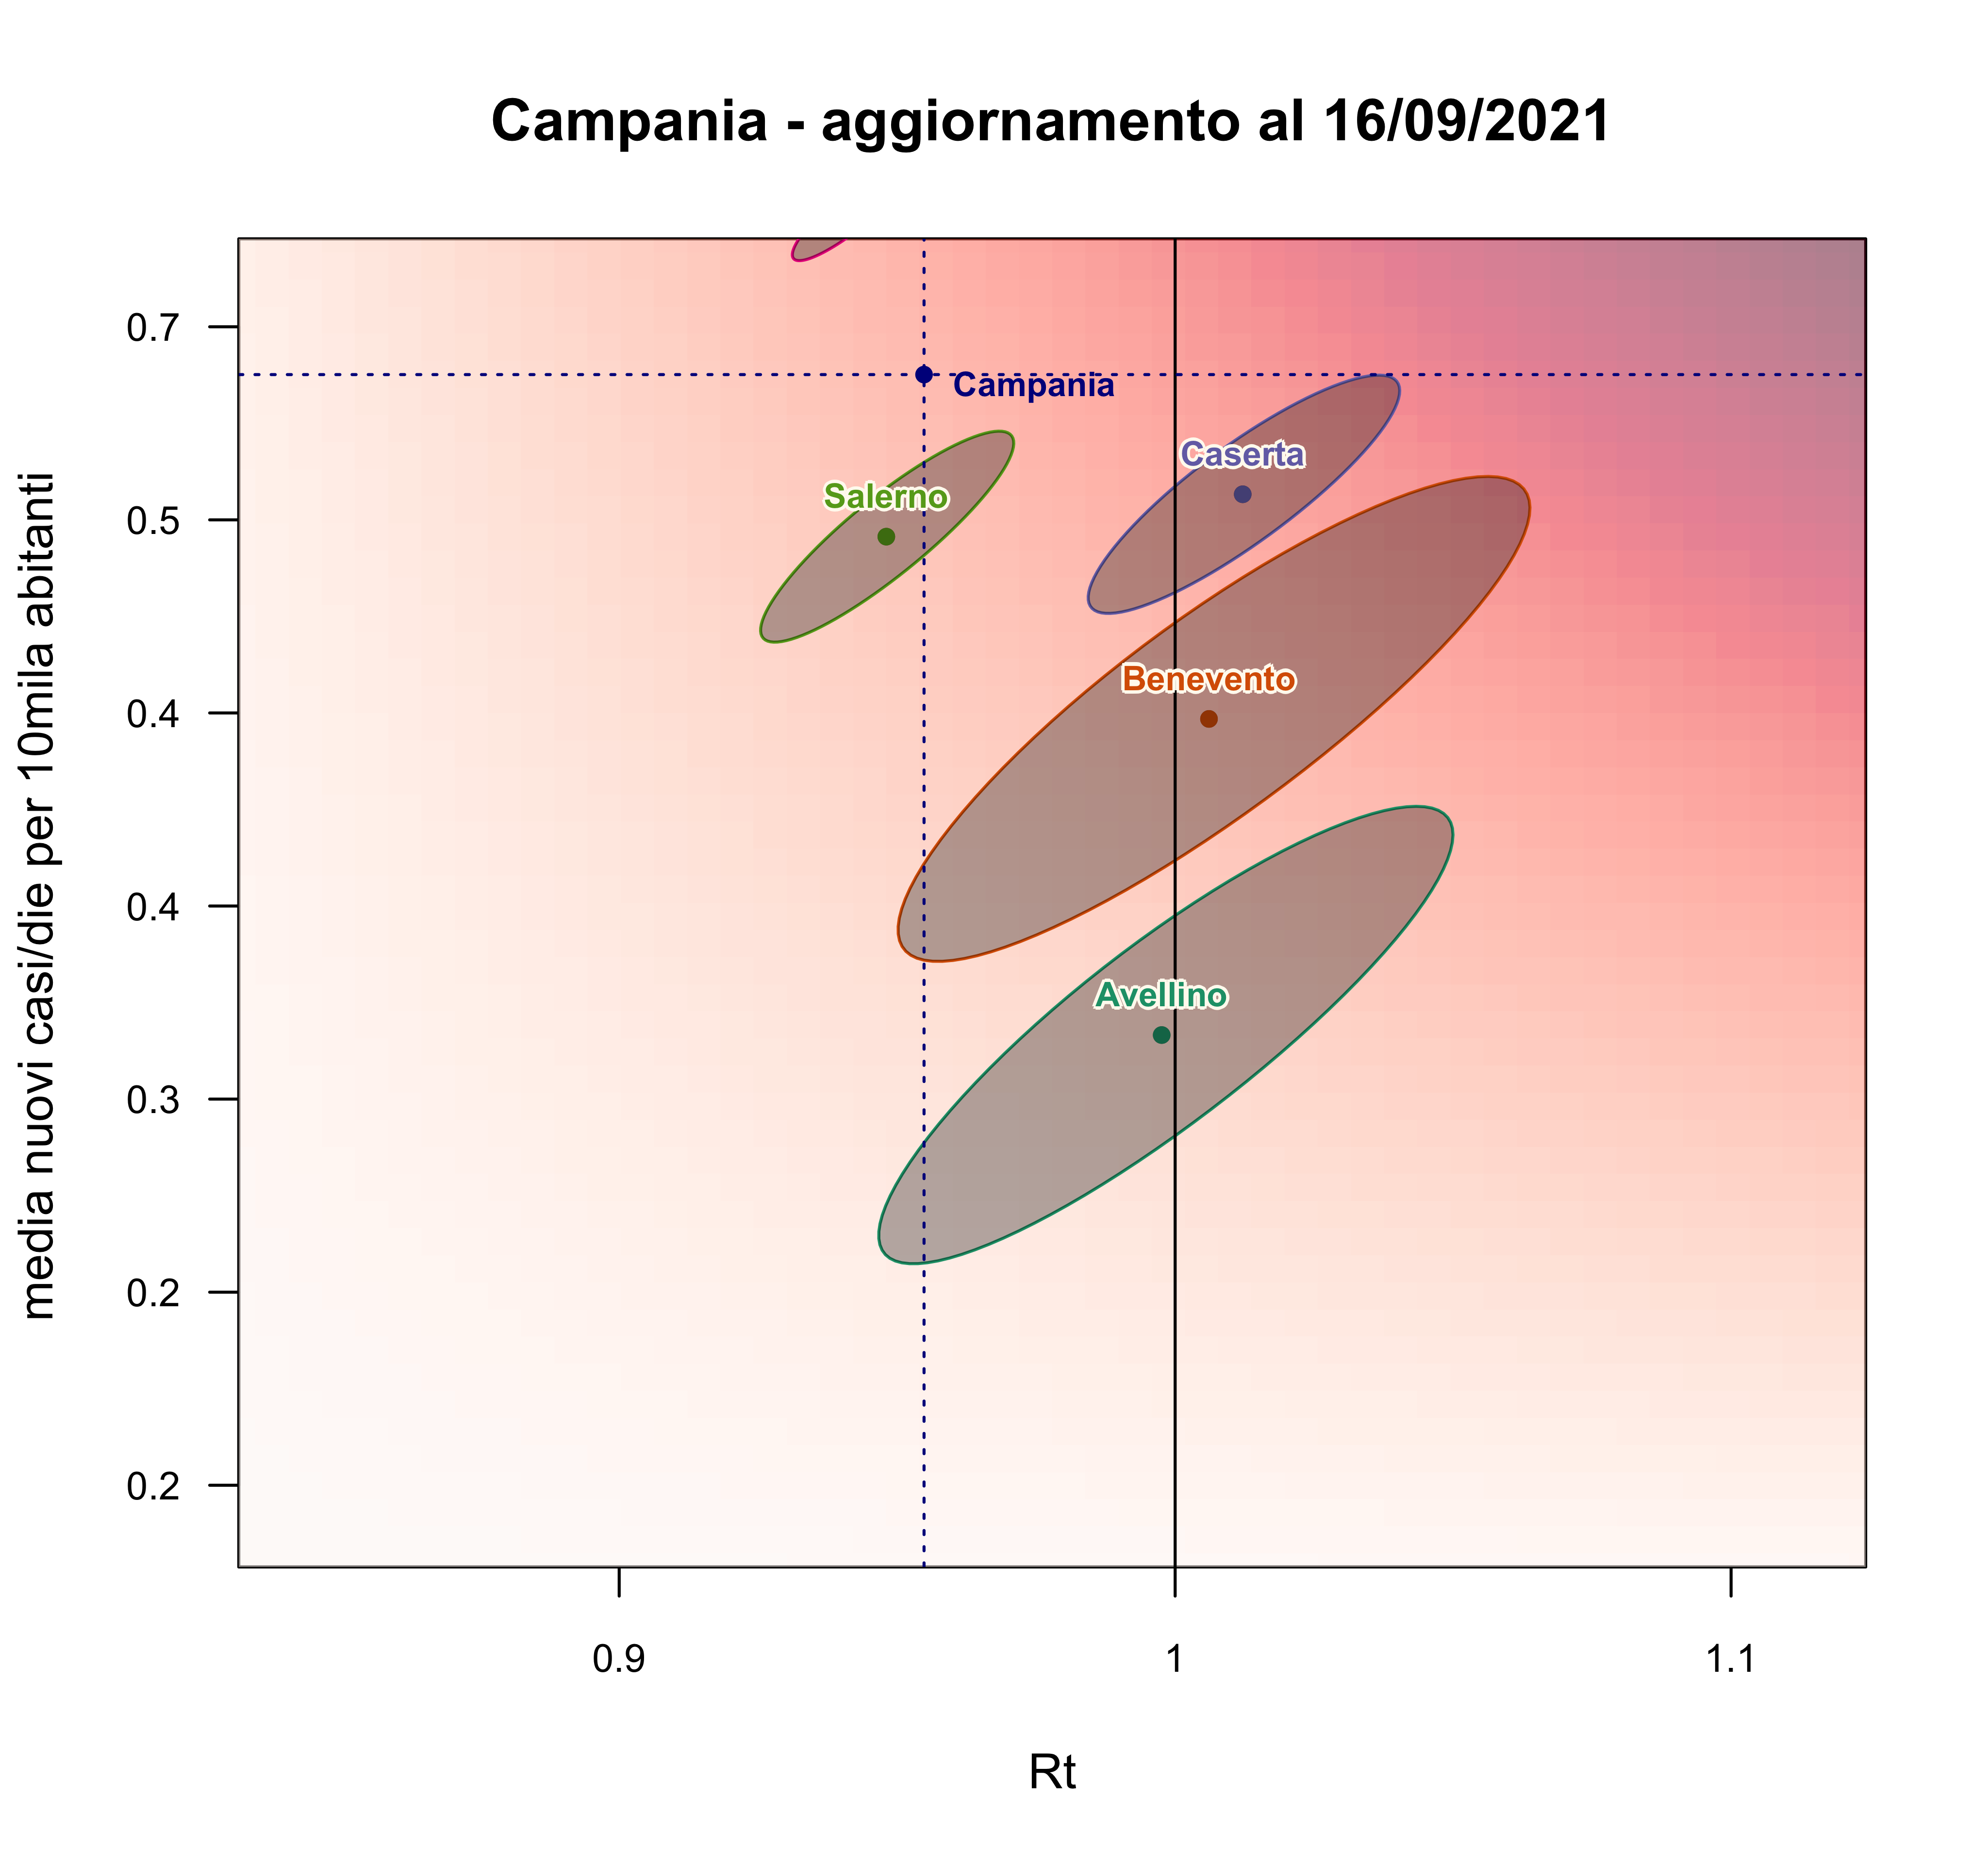 Campania - aggiornamento al 16/09/2021
media nuovi casi/die per 10mila abitanti
0.7
0.5
0.4
0.4
0.3
0.2
0.2
Campania
Caserta
Salerno
Benevento
Avellino
0.9
1
1.1
Rt